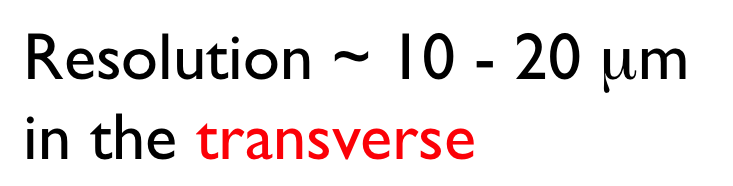 Resolution ~ 10 - 20 μm
in the transverse